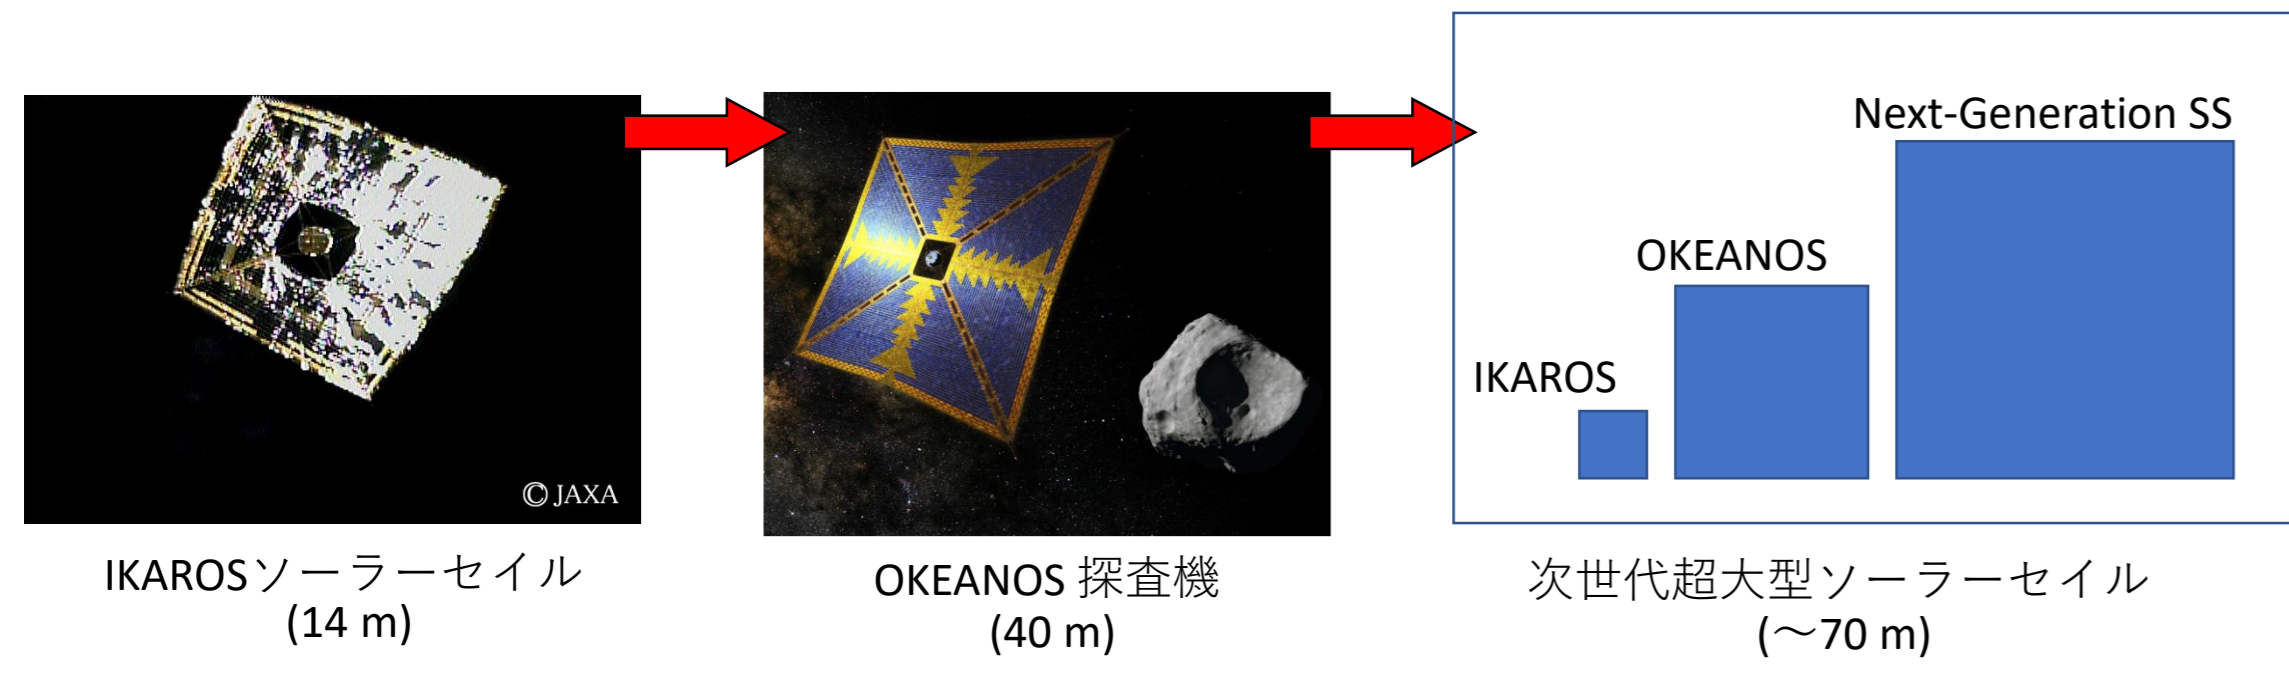 © JAXA
Next-Generation SS
OKEANOS
IKAROS
IKAROSソーラーセイル
(14 m)
OKEANOS 探査機
(40 m)
次世代超大型ソーラーセイル
(～70 m)